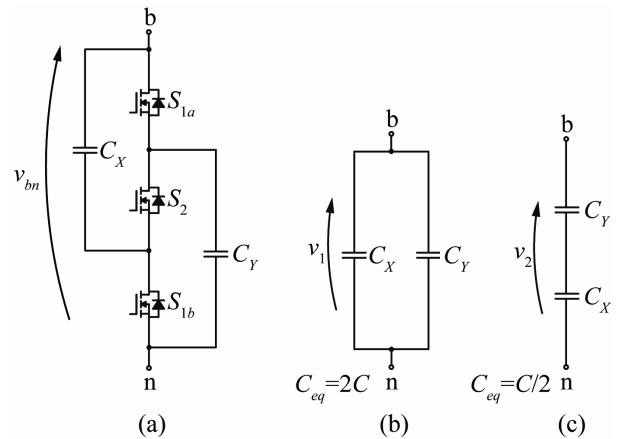 b
S1a
CX
vbn
S2
CY
S1b
n
(a)
b
v1
CX
CY
Ceq=2C n
(b)
b
CY
v2
CX
Ceq=C/2 n
(c)